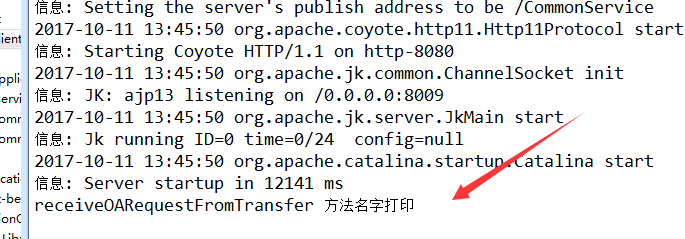 信息: Setting the server's publish address to be /CommonService
2017-10-11 13:45:50 org.apache.coyote.http11.Http11Protocol start
信息: Starting Coyote HTTP/1.1 on http-8080
2017-10-11 13:45:50 org.apache.jk.common.ChannelSocket init
信息: JK: ajp13 listening on /0.0.0.0:8009
2017-10-11 13:45:50 org.apache.jk.server.JkMain start
信息: Jk running ID=0 time=0/24  config=null
2017-10-11 13:45:50 org.apache.catalina.startup.Catalina start
信息: Server startup in 12141 ms
receiveOARequestFromTransfer 方法名字打印